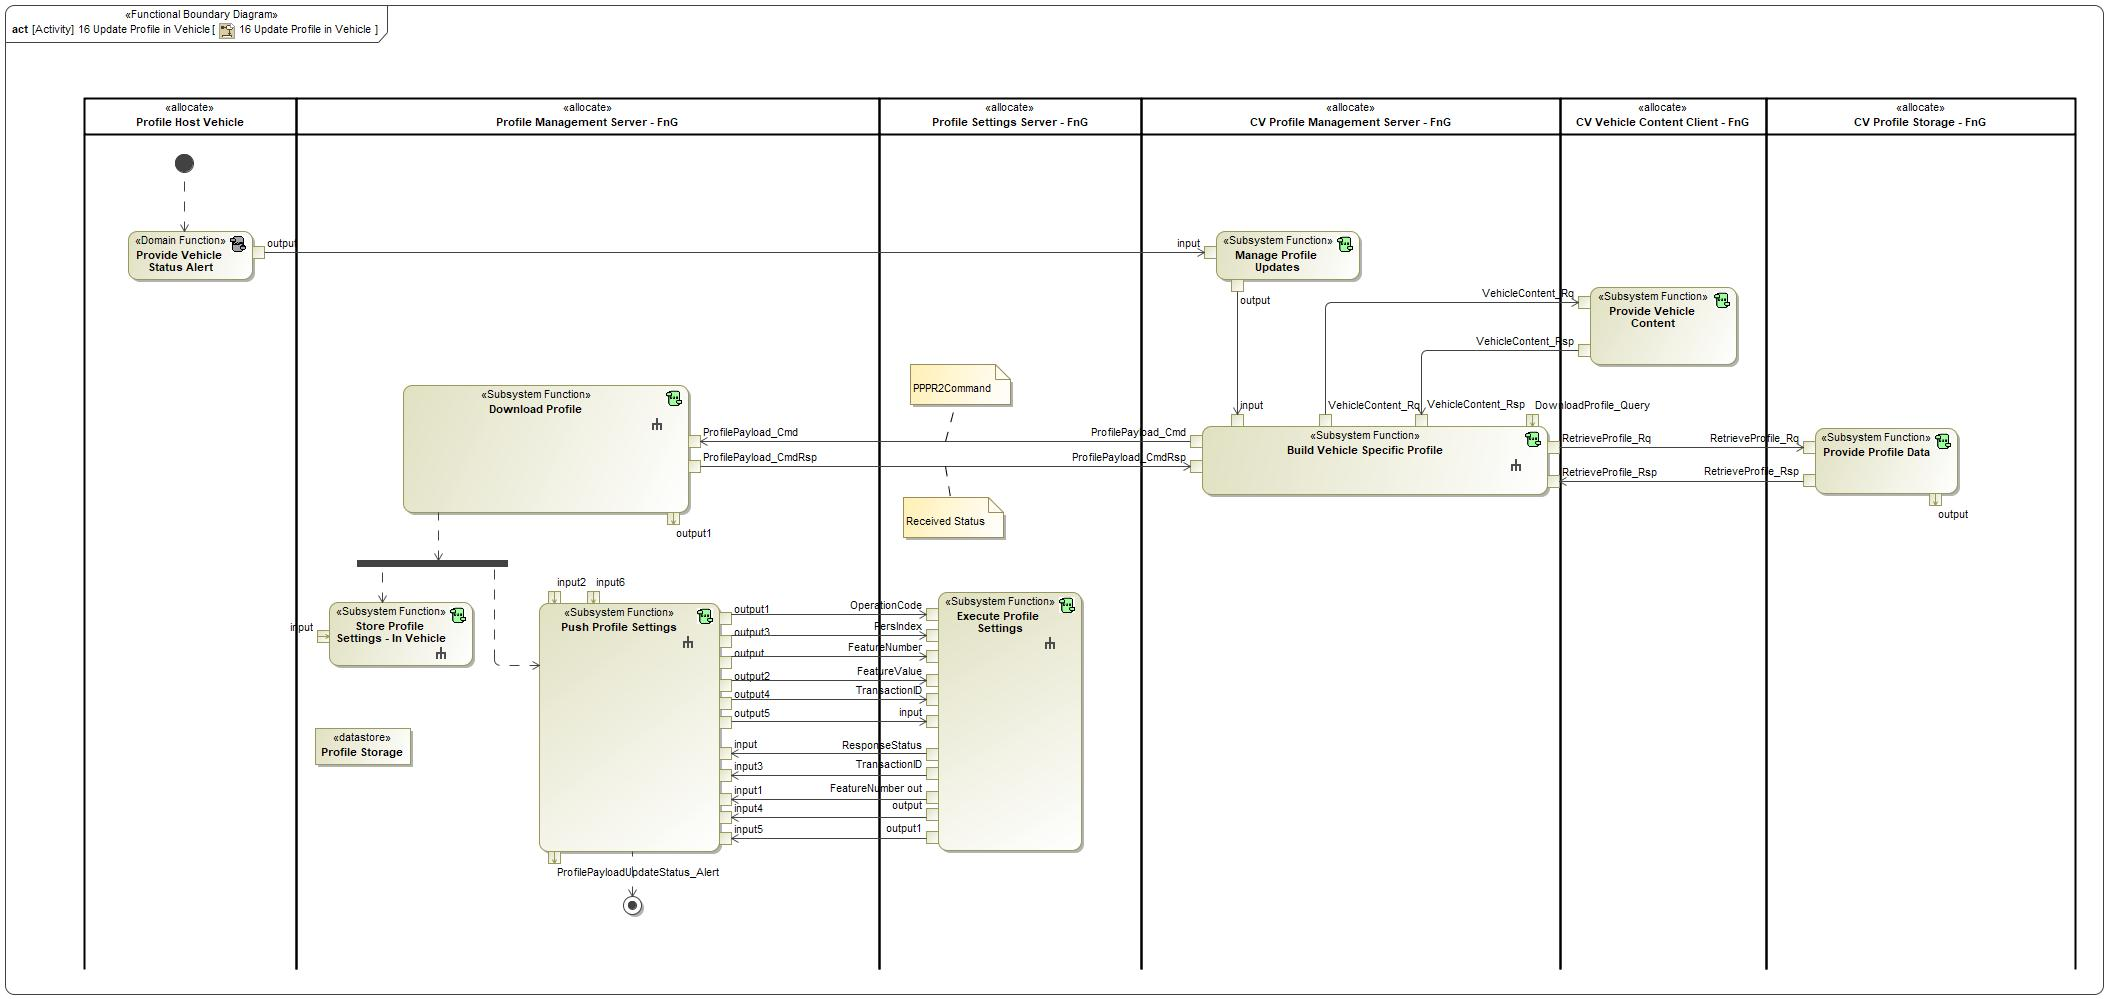 «Functional Boundary Diagram»
act [Activity] 16 Update Profile in Vehicle [ 16 Update Profile in Vehicle ]
«allocate»
Profile Host Vehicle
«allocate»
Profile Management Server - FnG
«allocate»
Profile Settings Server - FnG
«allocate»
CV Profile Management Server - FnG
«allocate»
CV Vehicle Content Client - FnG
«allocate»
CV Profile Storage - FnG
«Domain Function»
Provide Vehicle
Status Alert
output
input
«Subsystem Function»
Manage Profile
Updates
output
input
VehicleContent_Rq
VehicleContent_Rsp
«Subsystem Function»
Provide Vehicle
Content
VehicleContent_Rq
VehicleContent_Rsp
DownloadProfile_Query
«Subsystem Function»
Download Profile
ProfilePayload_Cmd
ProfilePayload_CmdRsp
output1
PPPR2Command
Received Status
ProfilePayload_Cmd
ProfilePayload_CmdRsp
«Subsystem Function»
Build Vehicle Specific Profile
RetrieveProfile_Rq
RetrieveProfile_Rsp
RetrieveProfile_Rq
RetrieveProfile_Rsp
«Subsystem Function»
Provide Profile Data
output
input
«Subsystem Function»
Store Profile
Settings - In Vehicle
«datastore»
Profile Storage
input2
input6
«Subsystem Function»
Push Profile Settings
output1
output3
output
output2
output4
output5
input
input3
input1
input4
input5
OperationCode
PersIndex
FeatureNumber
FeatureValue
TransactionID
input
ResponseStatus
TransactionID
FeatureNumber out
output
output1
«Subsystem Function»
Execute Profile
Settings
ProfilePayloadUpdateStatus_Alert